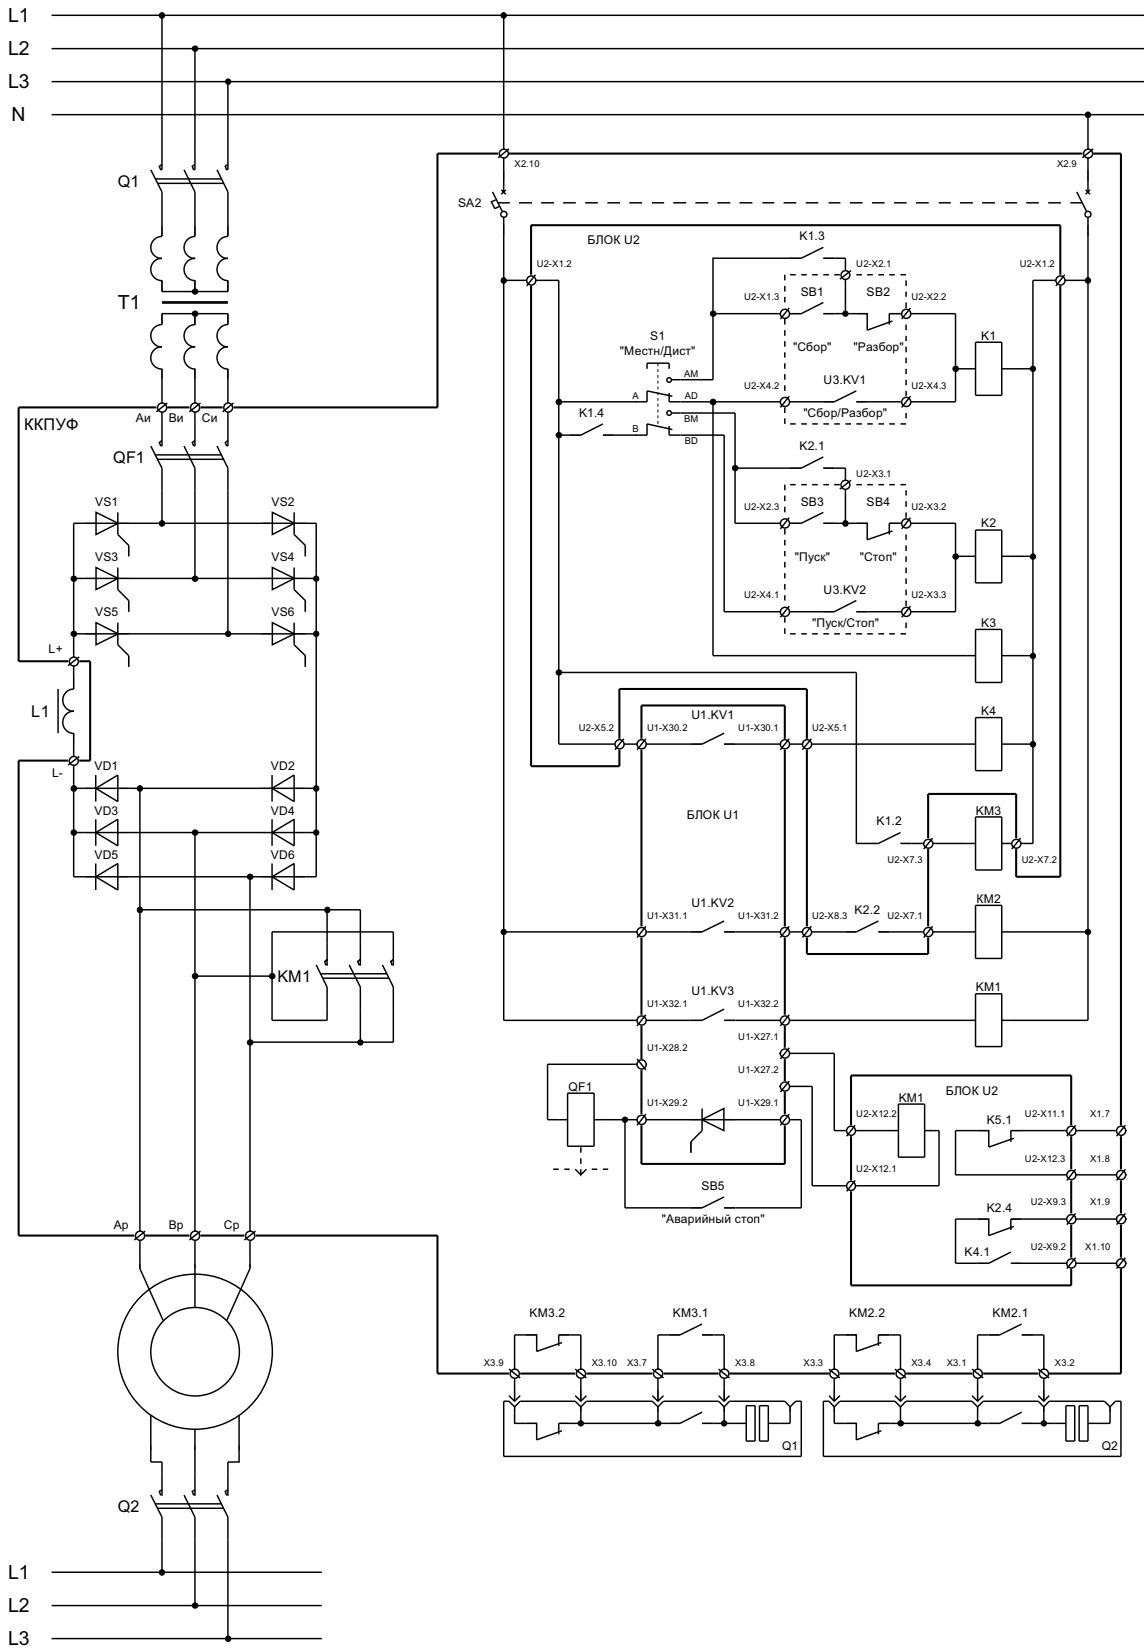 L1
L2
L3
N
X2.10
X2.9
Q1
SA2
БЛОК U2
K1.3
U2-X1.2
U2-X2.1
U2-X1.2
T1
U2-X1.3
SB1
SB2
U2-X2.2
S1
"Местн/Дист"
"Сбор"
"Разбор"
K1
AM
U2-X4.2
U3.KV1
U2-X4.3
A
AD
"Сбор/Разбор"
ККПУФ
Аи
Ви
Си
K1.4
BM
B
BD
K2.1
QF1
U2-X3.1
VS1
VS2
U2-X2.3
SB3
SB4
U2-X3.2
K2
VS3
VS4
"Пуск"
"Стоп"
U2-X4.1
U3.KV2
U2-X3.3
VS5
VS6
"Пуск/Стоп"
K3
L+
L1
K4
U1.KV1
U2-X5.2
U1-X30.2
U1-X30.1
U2-X5.1
L-
VD1
VD2
VD3
VD4
БЛОК U1
KM3
K1.2
VD5
VD6
U2-X7.3
U2-X7.2
U1.KV2
KM2
U1-X31.1
U1-X31.2
U2-X8.3
K2.2
U2-X7.1
KM1
U1.KV3
KM1
U1-X32.1
U1-X32.2
U1-X27.1
U1-X28.2
U1-X27.2
QF1
БЛОК U2
U1-X29.2
U1-X29.1
KM1
U2-X12.2
K5.1
U2-X11.1
X1.7
U2-X12.3
X1.8
U2-X12.1
SB5
"Аварийный стоп"
K2.4
U2-X9.3
X1.9
Ар
Вр
Ср
K4.1
U2-X9.2
X1.10
KM3.2
KM3.1
KM2.2
KM2.1
X3.9
X3.10
X3.7
X3.8
X3.3
X3.4
X3.1
X3.2
Q1
Q2
Q2
L1
L2
L3